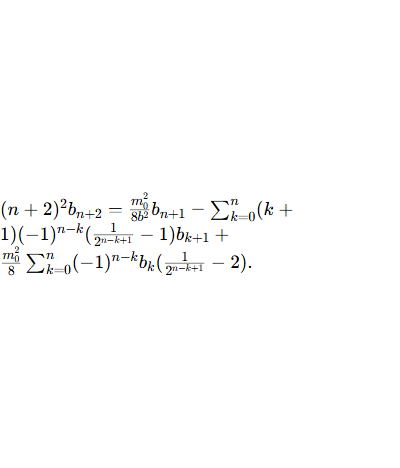 $(n+2)^2 b_{n+2} = \frac{m_0^2}{8b^2} b_{n+1} - \sum_{k=0}^{n} (k+$
$1)(-1)^{n-k} (\frac{1}{2^{n-k+1}} - 1) b_{k+1} +$
$\frac{m_0^2}{8} \sum_{k=0}^{n} (-1)^{n-k} b_k (\frac{1}{2^{n-k+1}} - 2).$